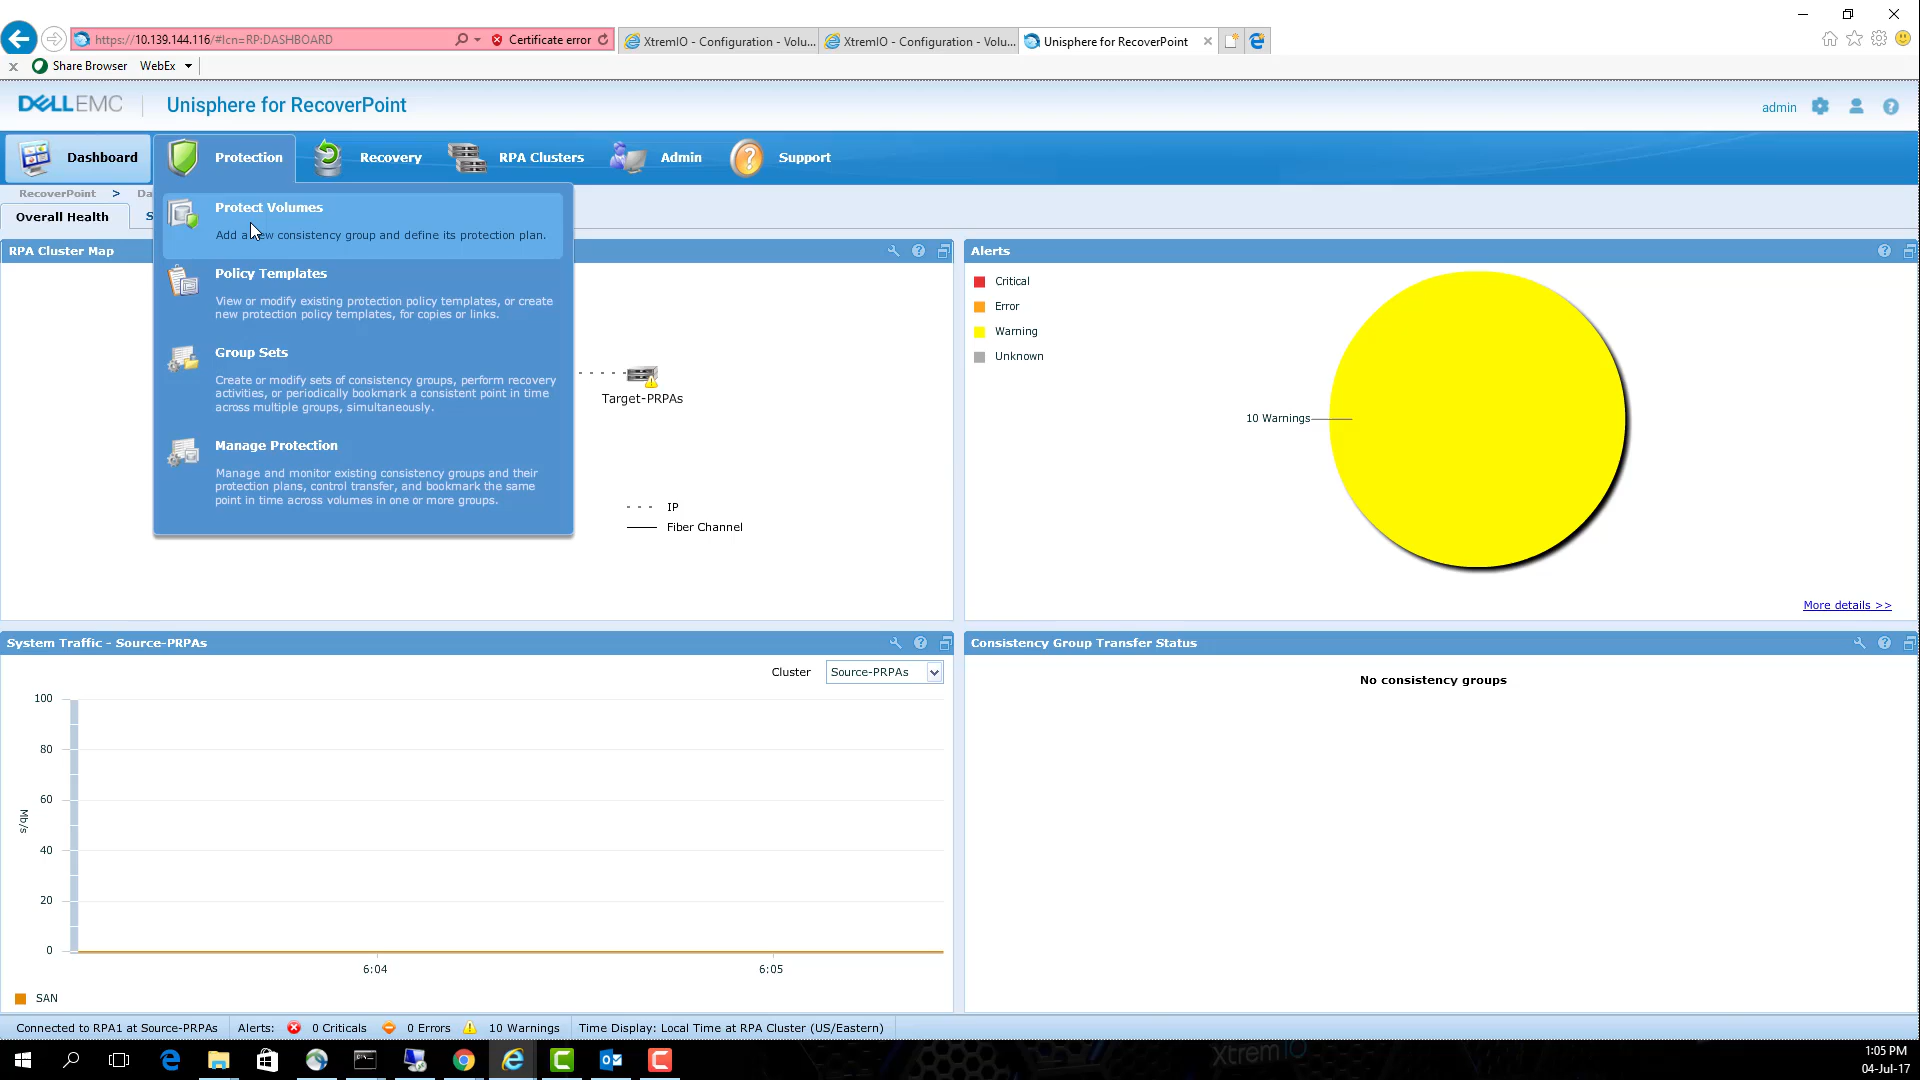 https://10.139.144.116/#lcn=RP:DASHBOARD
Certificate error
XtremIO - Configuration - Volu...
XtremIO - Configuration - Volu...
Unisphere for RecoverPoint
Share Browser
WebEx
DELLEMC
Unisphere for RecoverPoint
admin
Dashboard
Protection
Recovery
RPA Clusters
Admin
Support
RecoverPoint > Da
Overall Health
S
Protect Volumes
Add a new consistency group and define its protection plan.
Policy Templates
View or modify existing protection policy templates, or create
new protection policy templates, for copies or links.
Group Sets
Create or modify sets of consistency groups, perform recovery
activities, or periodically bookmark a consistent point in time
across multiple groups, simultaneously.
Manage Protection
Manage and monitor existing consistency groups and their
protection plans, control transfer, and bookmark the same
point in time across volumes in one or more groups.
RPA Cluster Map
Target-PRPAs
IP
Fiber Channel
Alerts
Critical
Error
Warning
Unknown
10 Warnings
More details >>
System Traffic - Source-PRPAs
Cluster
Source-PRPAs
100
80
60
40
20
0
Mb/s
6:04
6:05
SAN
Consistency Group Transfer Status
No consistency groups
Connected to RPA1 at Source-PRPAs
Alerts:
0 Criticals
0 Errors
10 Warnings
Time Display: Local Time at RPA Cluster (US/Eastern)
XtremIO
1:05 PM
04-Jul-17